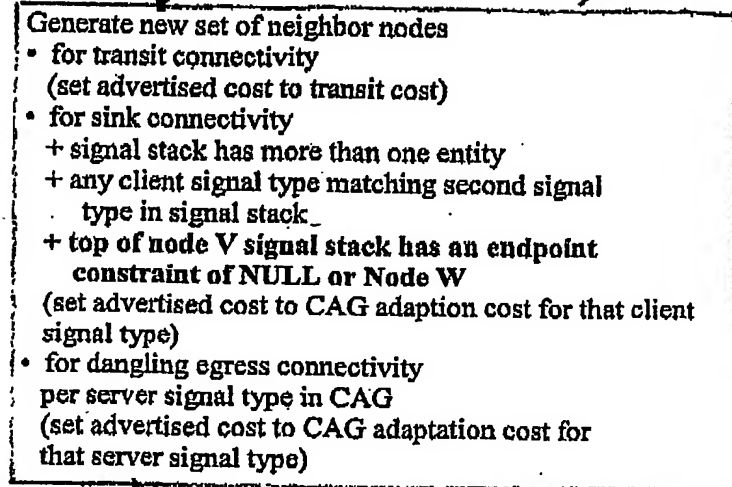 Generate new set of neighbor nodes
• for transit connectivity
(set advertised cost to transit cost)
• for sink connectivity
+ signal stack has more than one entity
+ any client signal type matching second signal
type in signal stack
+ top of node V signal stack has an endpoint
constraint of NULL or Node W
(set advertised cost to CAG adaption cost for that client
signal type)
• for dangling egress connectivity
per server signal type in CAG
(set advertised cost to CAG adaptation cost for
that server signal type)